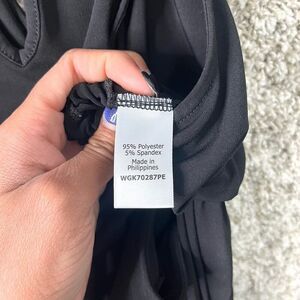 95% Polyester
5% Spandex
Made in
Philippines
WGK70287PE